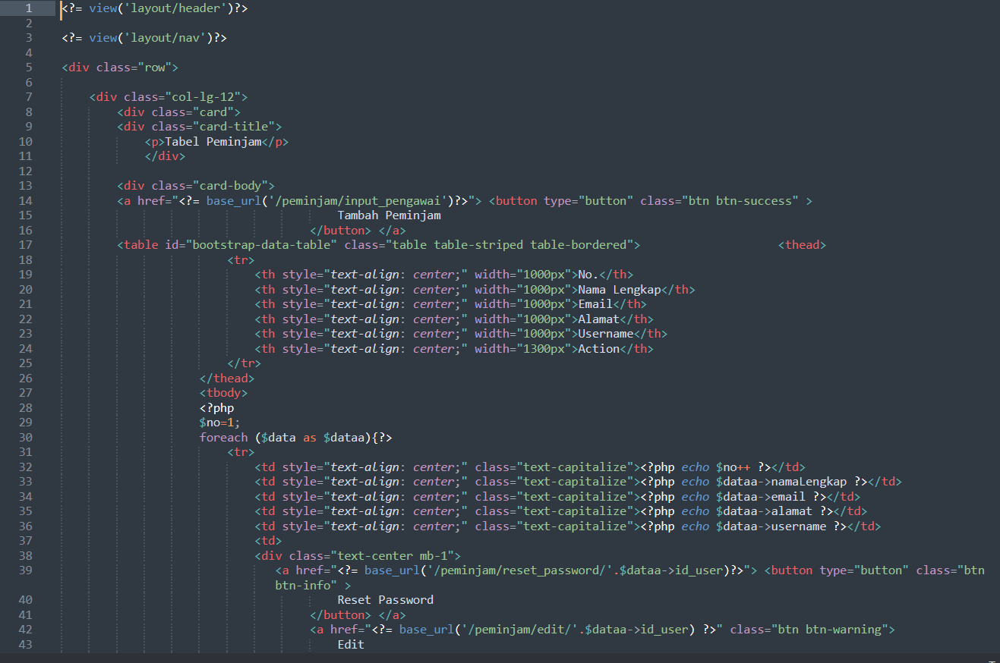 1 <?= view('layout/header')?>
2
3 <?= view('layout/nav')?>
4
5 <div class="row">
6
7 <div class="col-lg-12">
8 <div class="card">
9 <div class="card-title">
10 <p>Tabel Peminjam</p>
11 </div>
12
13 <div class="card-body">
14 <a href="<?= base_url('/peminjam/input_pengawai')?>"> <button type="button" class="btn btn-success" >
15 Tambah Peminjam
16 </button> </a>
17 <table id="bootstrap-data-table" class="table table-striped table-bordered"> <thead>
18 <tr>
19 <th style="text-align: center;" width="1000px">No.</th>
20 <th style="text-align: center;" width="1000px">Nama Lengkap</th>
21 <th style="text-align: center;" width="1000px">Email</th>
22 <th style="text-align: center;" width="1000px">Alamat</th>
23 <th style="text-align: center;" width="1000px">Username</th>
24 <th style="text-align: center;" width="1300px">Action</th>
25 </tr>
26 </thead>
27 <tbody>
28 <?php
29 $no=1;
30 foreach ($data as $dataa){?>
31 <tr>
32 <td style="text-align: center;" class="text-capitalize"><?php echo $no++ ?></td>
33 <td style="text-align: center;" class="text-capitalize"><?php echo $dataa->namaLengkap ?></td>
34 <td style="text-align: center;" class="text-capitalize"><?php echo $dataa->email ?></td>
35 <td style="text-align: center;" class="text-capitalize"><?php echo $dataa->alamat ?></td>
36 <td style="text-align: center;" class="text-capitalize"><?php echo $dataa->username ?></td>
37 <td>
38 <div class="text-center mb-1">
39 <a href="<?= base_url('/peminjam/reset_password/'.$dataa->id_user)?>"> <button type="button" class="btn
btn-info" >
40 Reset Password
41 </button> </a>
42 <a href="<?= base_url('/peminjam/edit/'.$dataa->id_user) ?>" class="btn btn-warning">
43 Edit